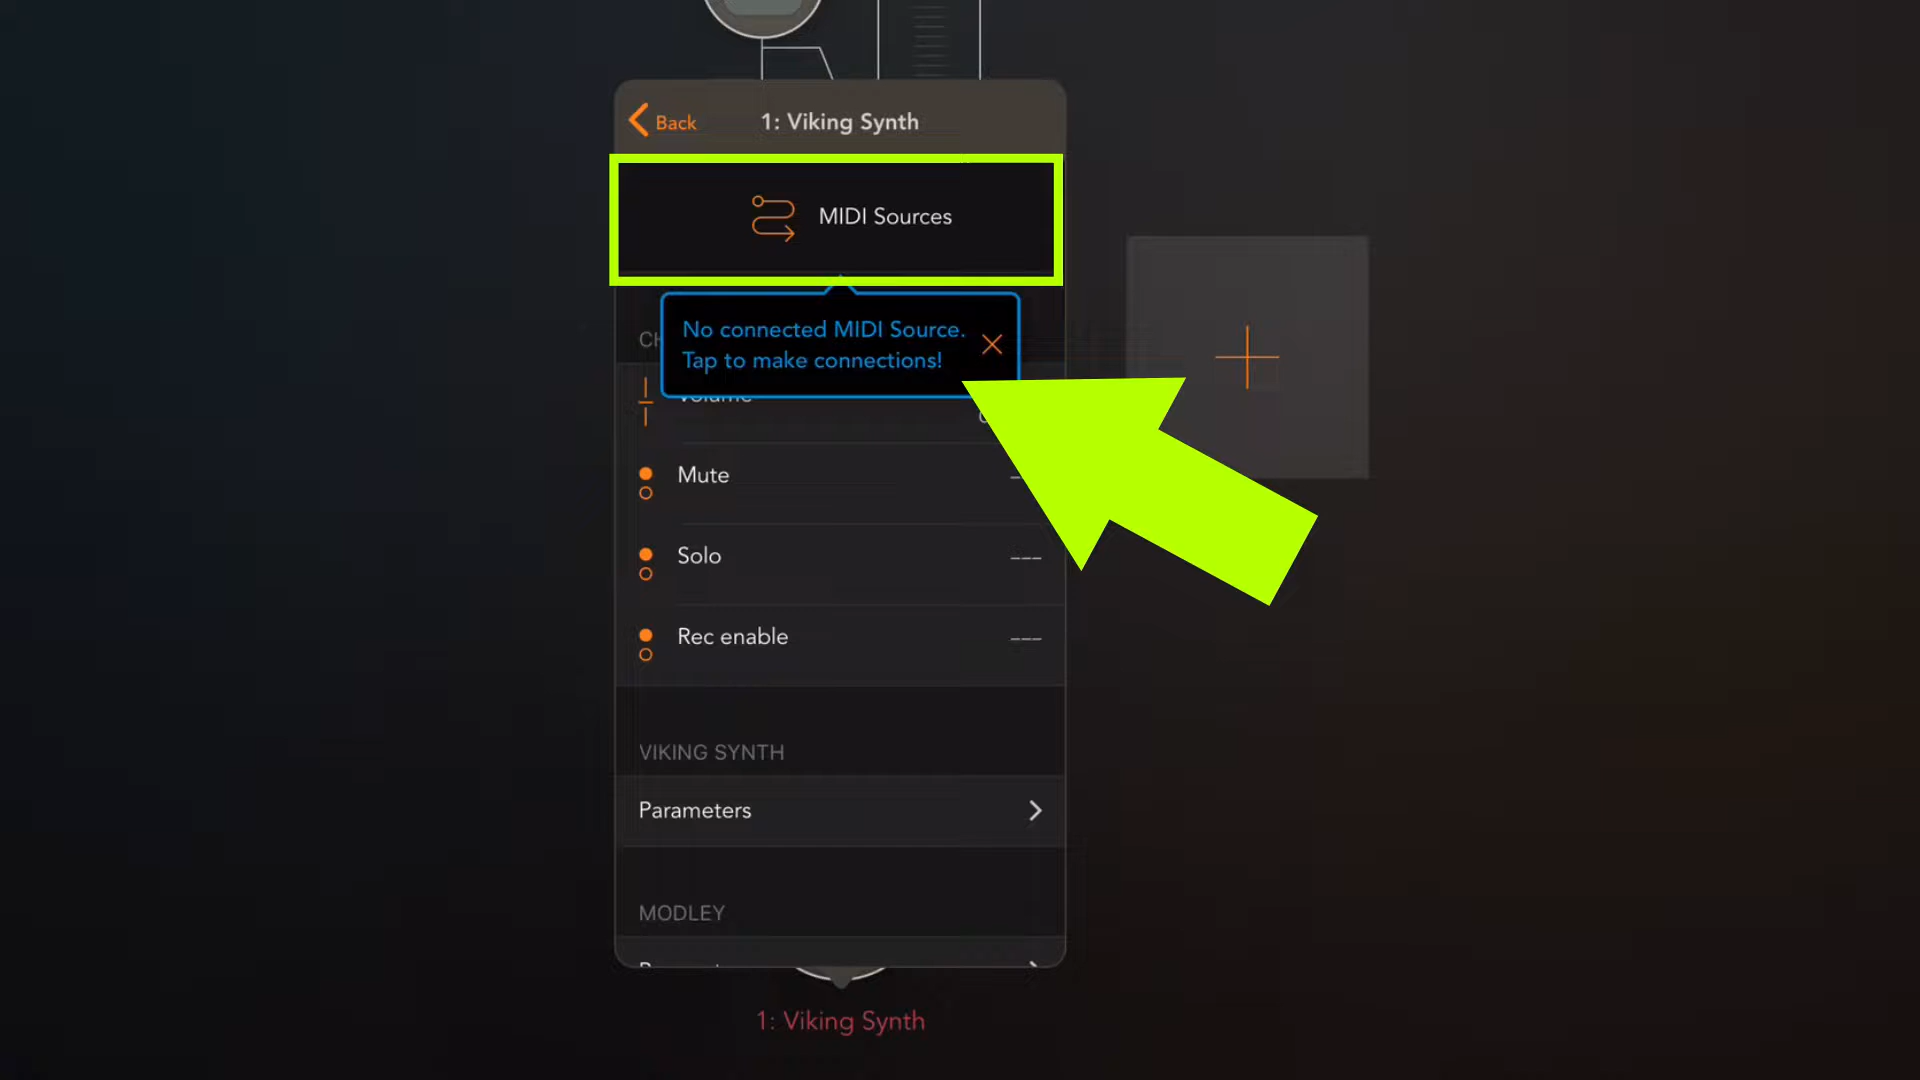 Back
1: Viking Synth
MIDI Sources
No connected MIDI Source.
Tap to make connections!
Volume
Mute
Solo
---
Rec enable
---
VIKING SYNTH
Parameters
MODLEY
1: Viking Synth